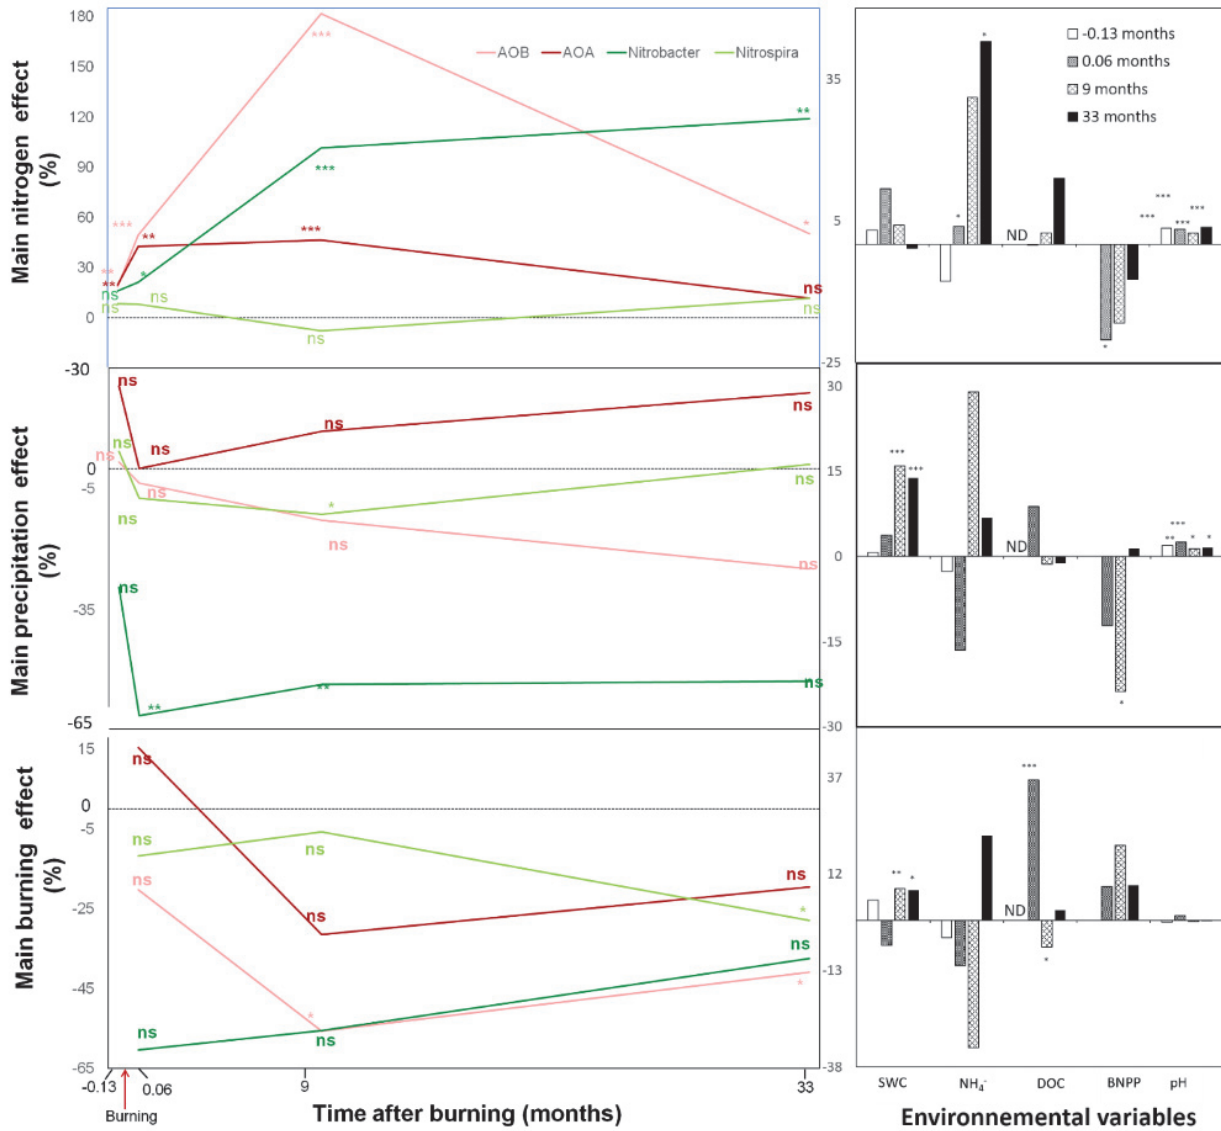 Main nitrogen effect
(%)
180
150
120
90
60
30
0
AOB AOA Nitrobacter Nitrospira
*** 
***
**
**
ns
ns
**
*
ns
***
***
ns
**
*
ns
ns
35
5
-25
-0.13 months
0.06 months
9 months
33 months
*
*
ND
*
***
***
***
***
Main precipitation effect
(%)
-30
0
-5
-35
-65
ns
ns
ns
ns
ns
ns
ns
**
ns
*
ns
**
ns
ns
ns
ns
30
15
0
-15
-30
***
***
ND
*
**
***
*
*
Main burning effect
(%)
15
0
-5
-25
-45
-65
ns
ns
ns
ns
ns
ns
*
ns
ns
*
ns
*
37
12
-13
-38
**
*
ND
***
*
-0.13
0.06
9
33
Burning
Time after burning (months)
SWC NH4- DOC BNPP pH
Environnemental variables